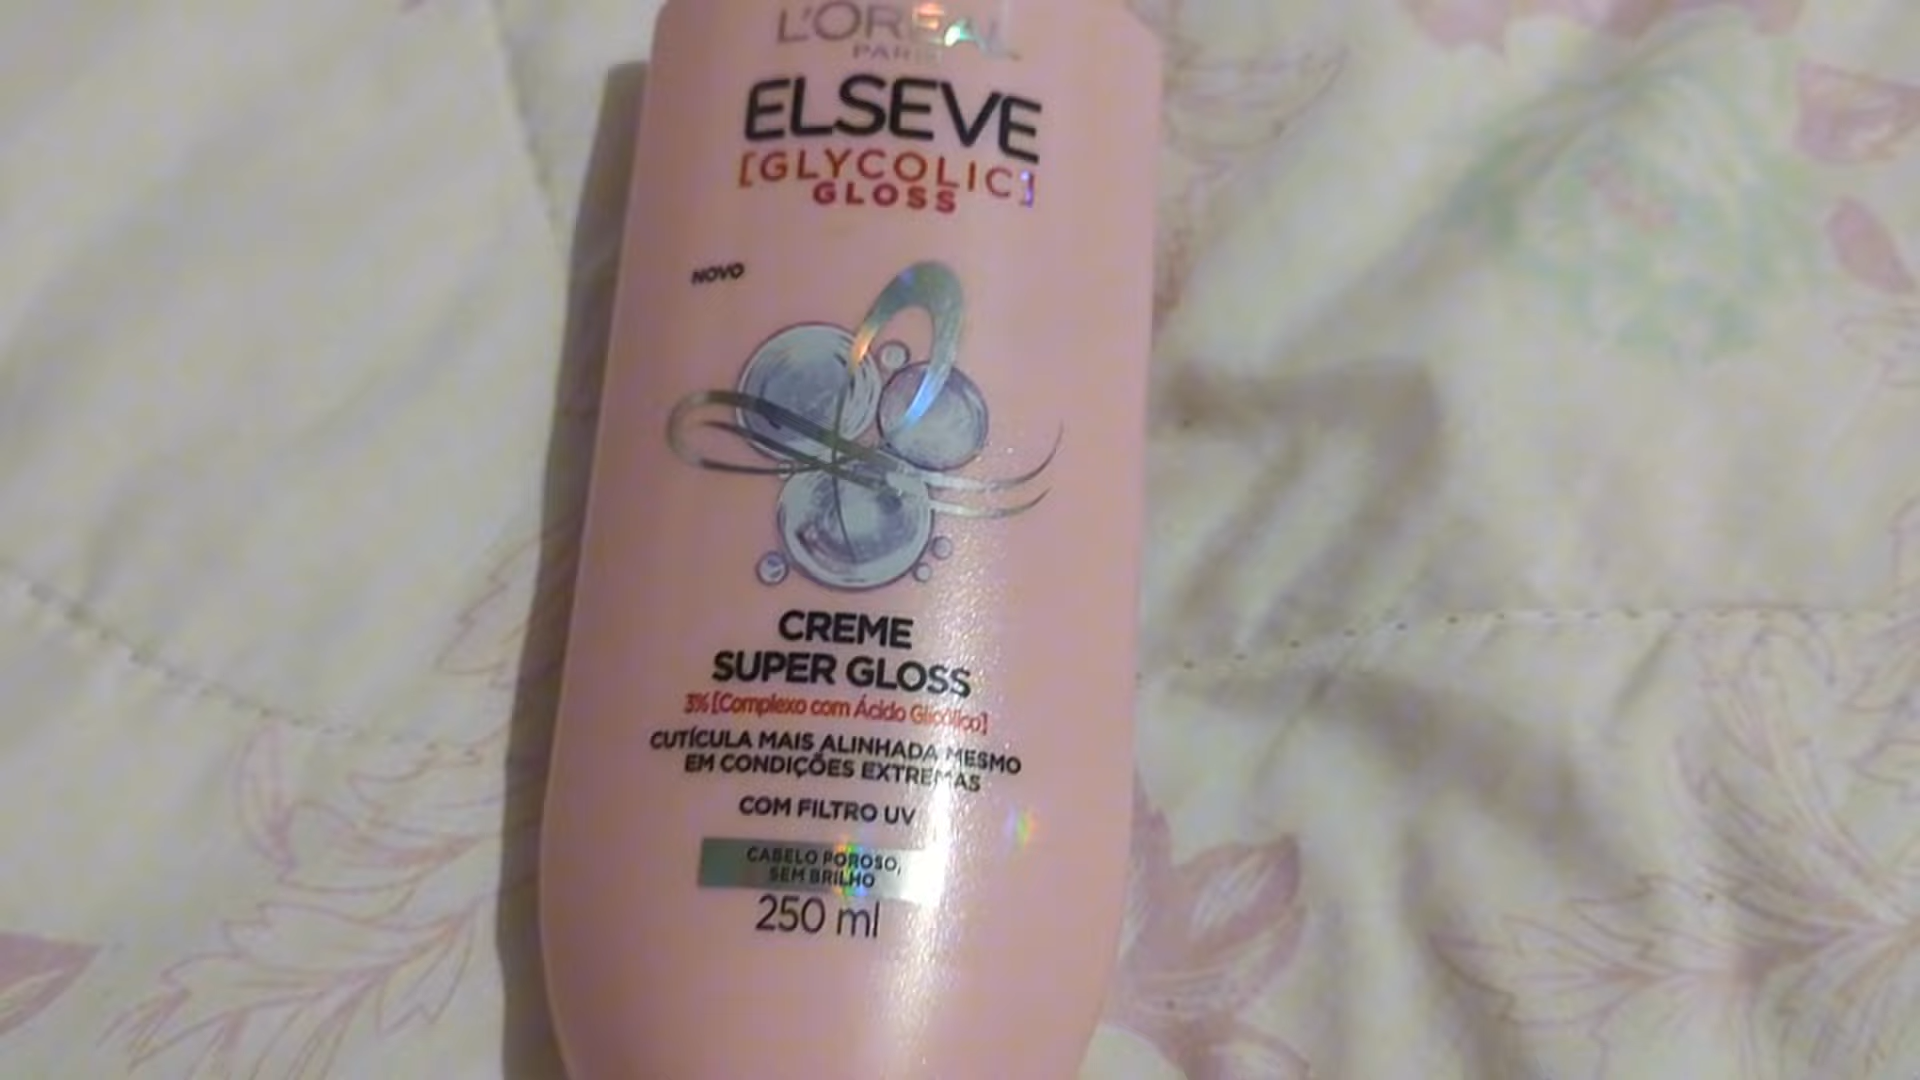 L'ORÉAL
PARIS
ELSEVE
[GLYCOLIC]
GLOSS
NOVO
CREME
SUPER GLOSS
3% [Complexo com Ácido Glicólico]
CUTÍCULA MAIS ALINHADA MESMO
EM CONDIÇÕES EXTREMAS
COM FILTRO UV
CABELO POROSO,
SEM BRILHO
250 ml